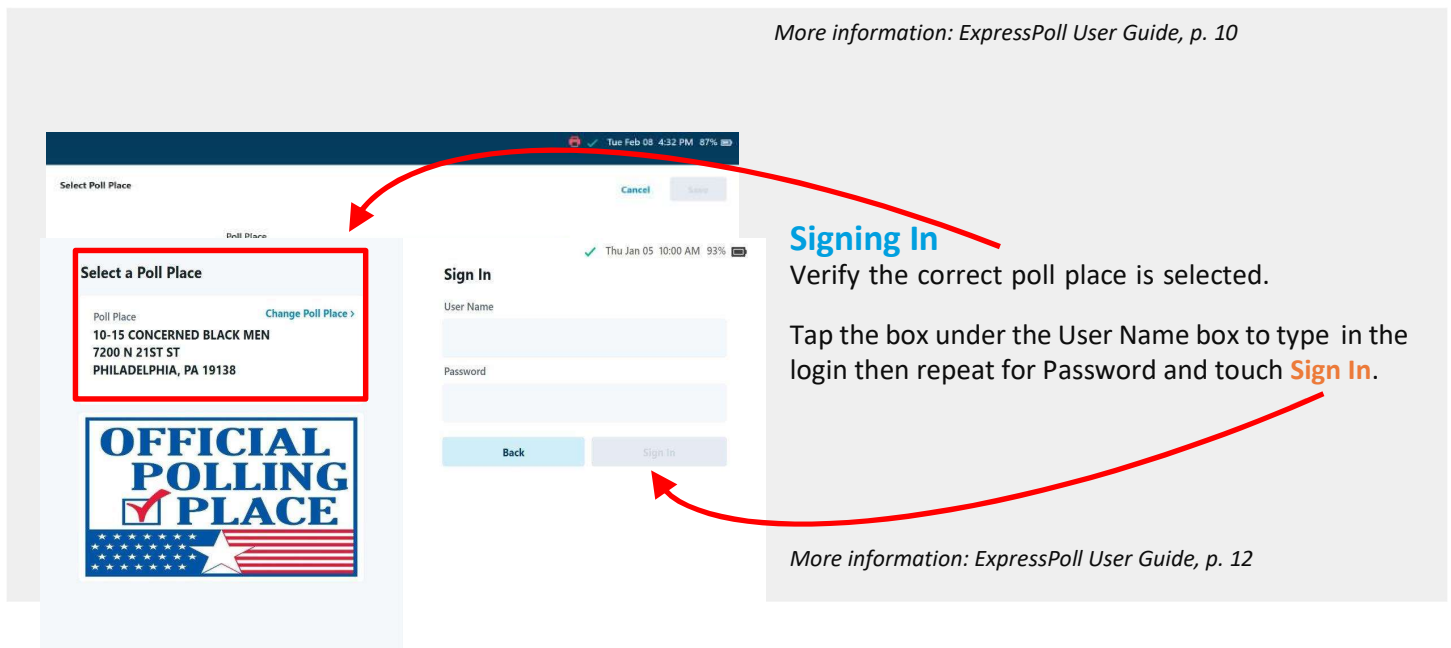 More information: ExpressPoll User Guide, p. 10
Tue Feb 08 4:32 PM 87%
Select Poll Place
Cancel
Save
Poll Place
Thu Jan 05 10:00 AM 93%
Select a Poll Place
Poll Place
Change Poll Place >
10-15 CONCERNED BLACK MEN
7200 N 21ST ST
PHILADELPHIA, PA 19138
OFFICIAL
POLLING
PLACE
Sign In
User Name
Password
Back
Sign In
Signing In
Verify the correct poll place is selected.
Tap the box under the User Name box to type in the
login then repeat for Password and touch Sign In.
More information: ExpressPoll User Guide, p. 12